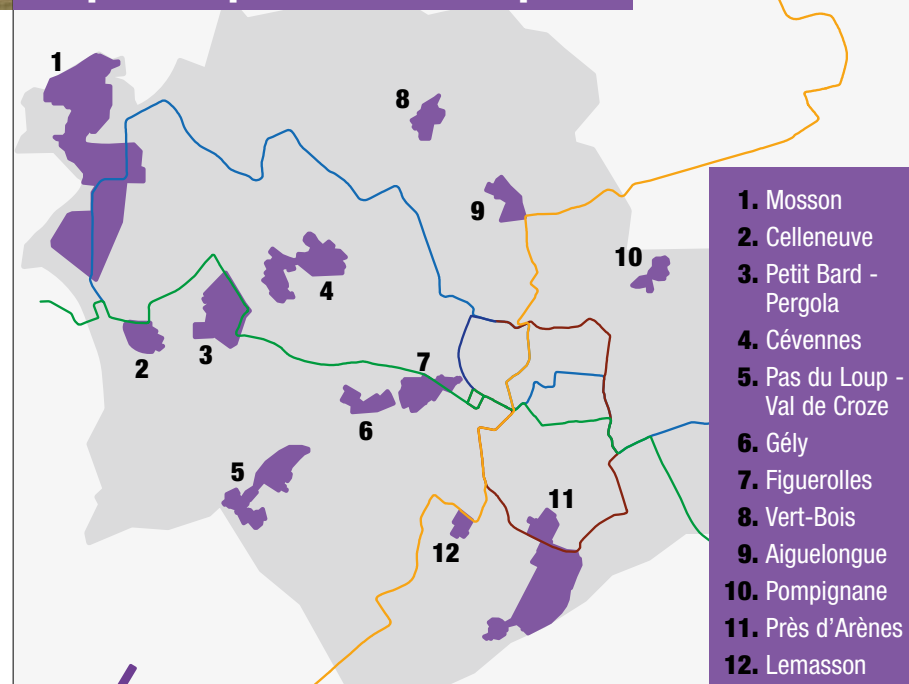 1
8
9
10
4
2
3
7
6
5
11
12
1. Mosson
2. Celleneuve
3. Petit Bard -
Pergola
4. Cévennes
5. Pas du Loup -
Val de Croze
6. Gély
7. Figuerolles
8. Vert-Bois
9. Aiguelongue
10. Pompignane
11. Près d'Arènes
12. Lemasson